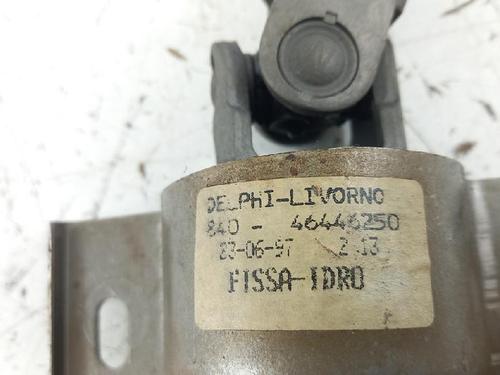 DELPHI-LIVORNO
840 - 46446250
23-06-97 2.13
FISSA-IDRO